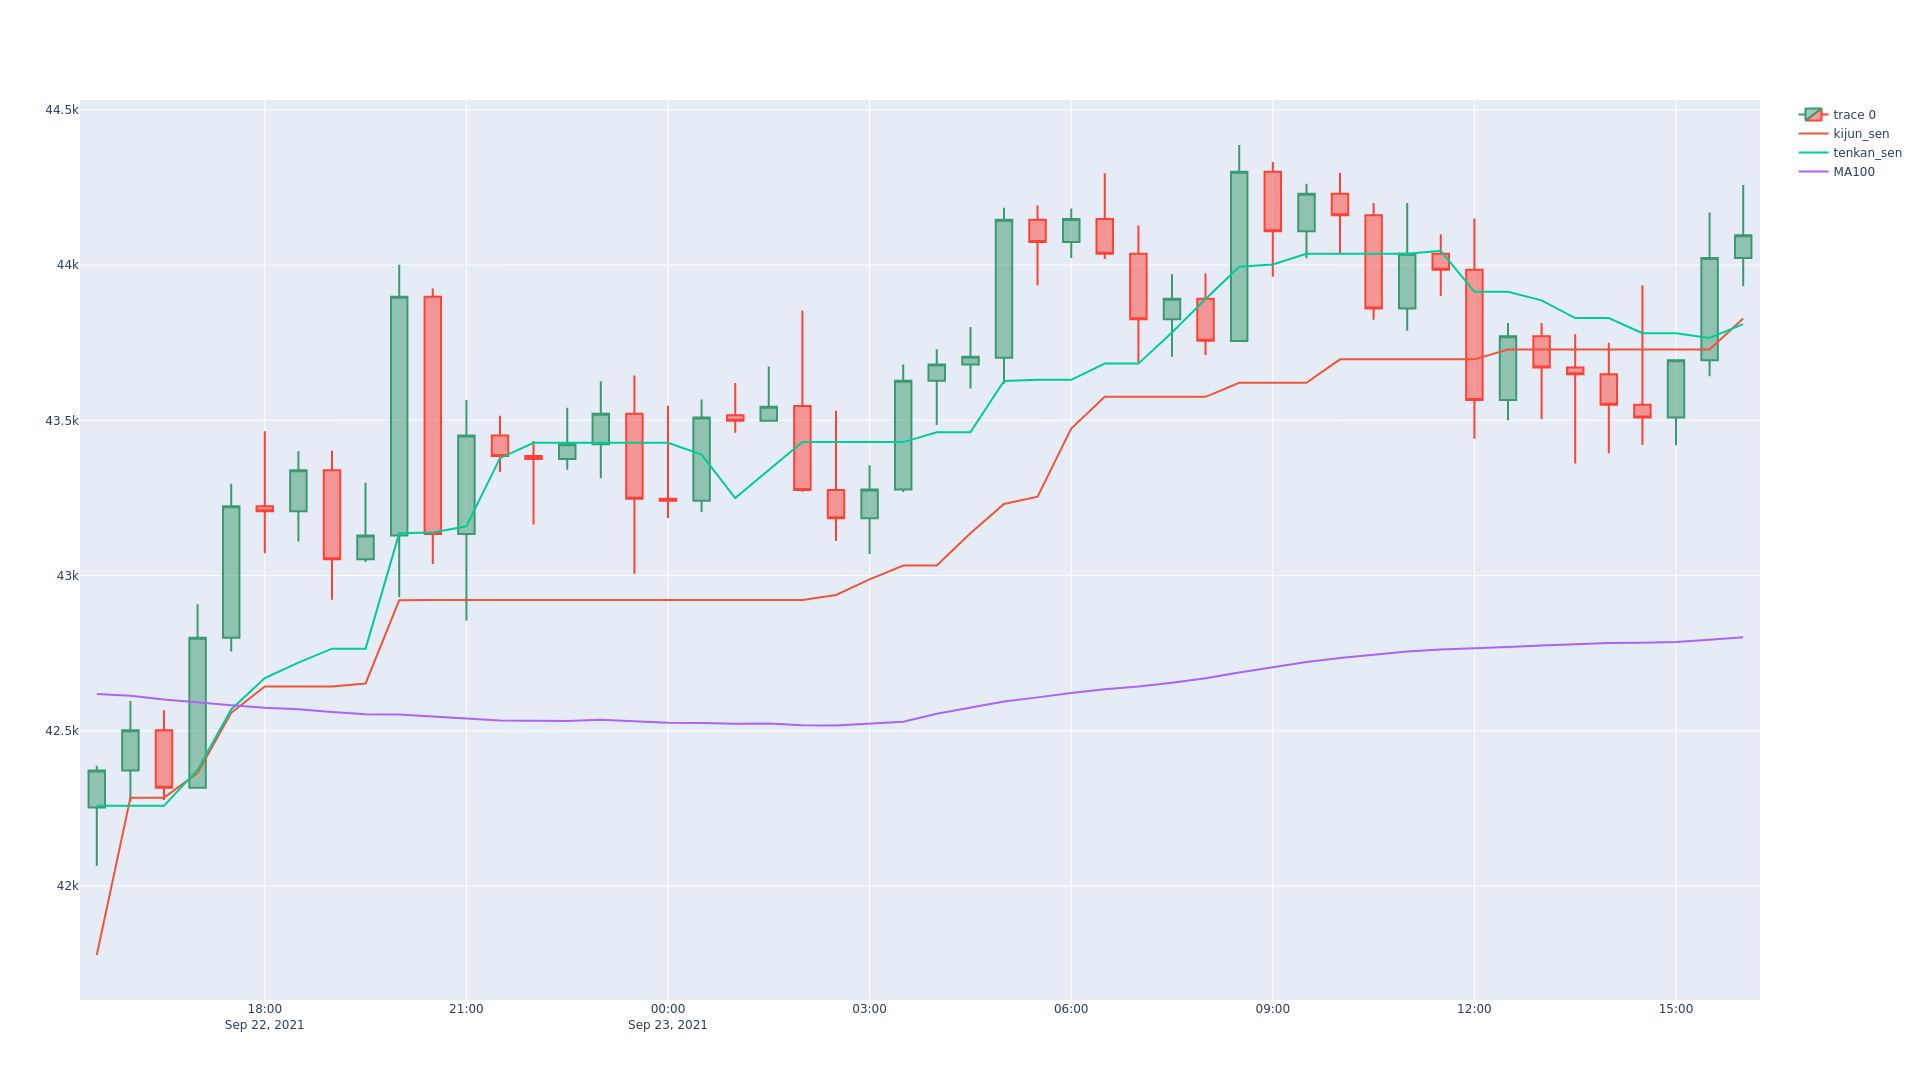 44.5k
44k
43.5k
43k
42.5k
42k
18:00
Sep 22, 2021
21:00
00:00
Sep 23, 2021
03:00
06:00
09:00
12:00
15:00
trace 0
kijun_sen
tenkan_sen
MA100